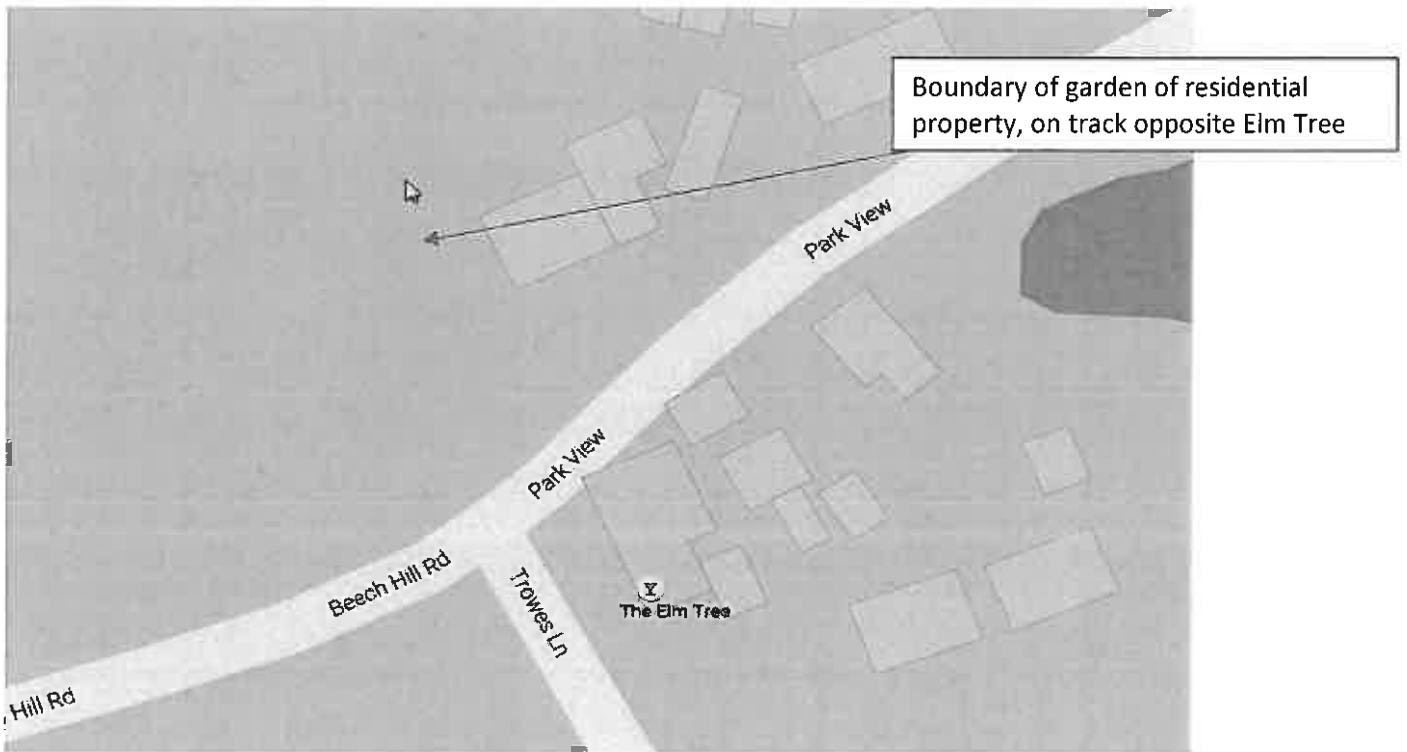 Boundary of garden of residential
property, on track opposite Elm Tree
Park View
Park View
Beech Hill Rd
Trowes Ln
The Elm Tree
Hill Rd